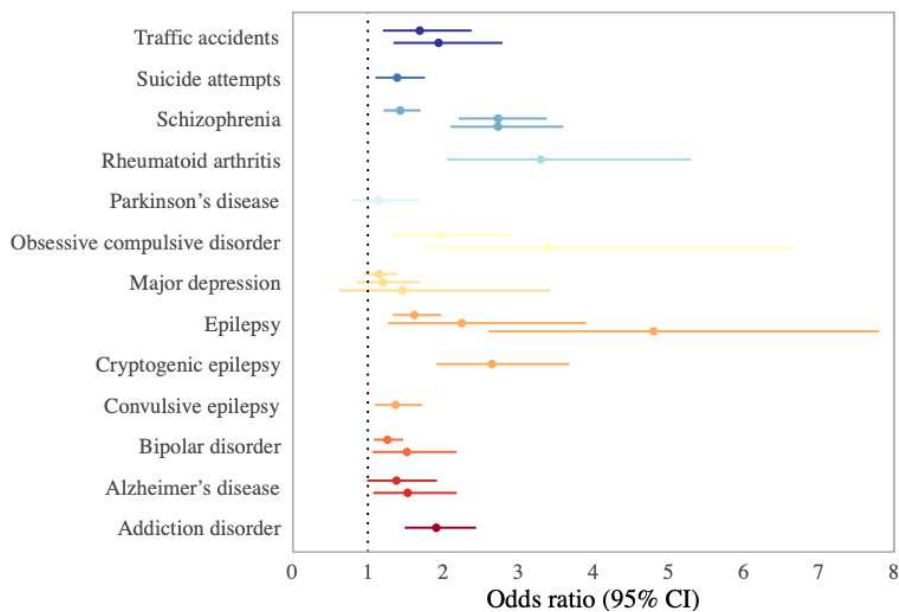 Traffic accidents
Suicide attempts
Schizophrenia
Rheumatoid arthritis
Parkinson’s disease
Obsessive compulsive disorder
Major depression
Epilepsy
Cryptogenic epilepsy
Convulsive epilepsy
Bipolar disorder
Alzheimer’s disease
Addiction disorder
0 1 2 3 4 5 6 7 8
Odds ratio (95% CI)